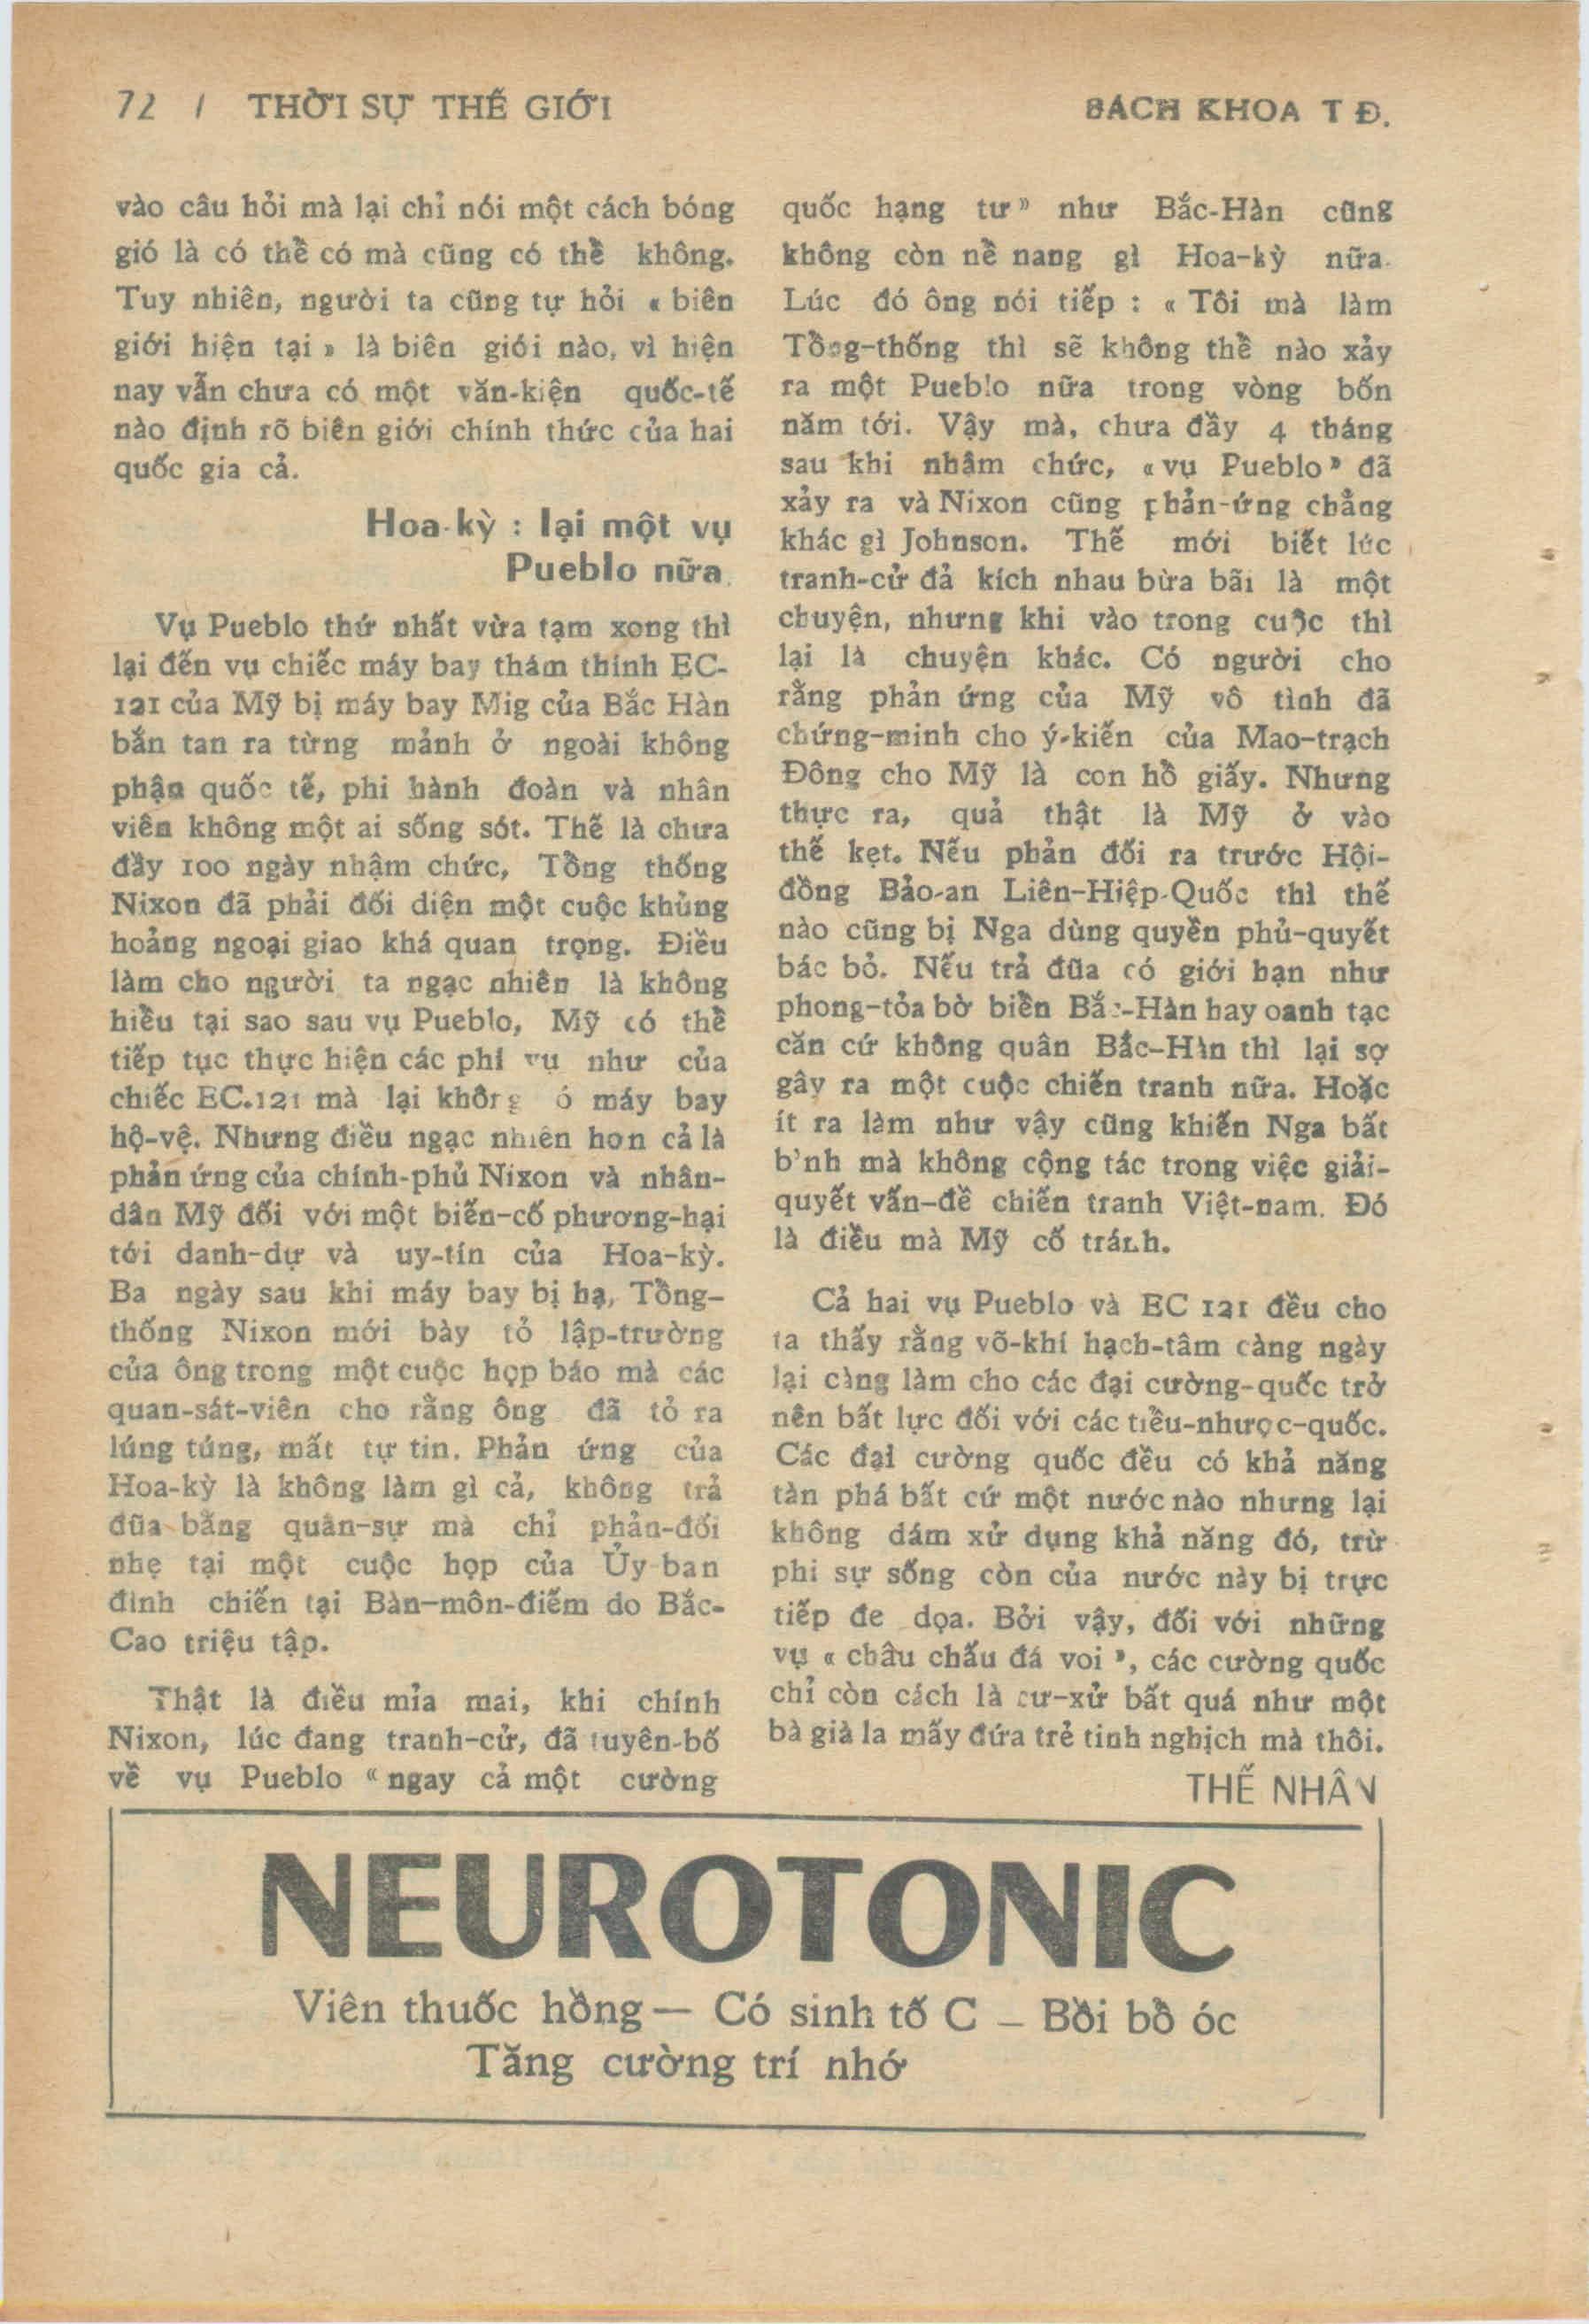 72 / THỜI SỰ THẾ GIỚI
BÁCH KHOA T Đ.
vào câu hỏi mà lại chỉ nói một cách bóng
gió là có thể có mà cũng có thể không.
Tuy nhiên, người ta cũng tự hỏi « biên
giới hiện tại » là biên giới nào, vì hiện
nay vẫn chưa có một văn-kiện quốc-tế
nào định rõ biên giới chính thức của hai
quốc gia cả.
Hoa-kỳ : lại một vụ
Pueblo nữa.
Vụ Pueblo thứ nhất vừa tạm xong thì
lại đến vụ chiếc máy bay thám thính EC-
121 của Mỹ bị máy bay Mig của Bắc Hàn
bắn tan ra từng mảnh ở ngoài không
phận quốc tế, phi hành đoàn và nhân
viên không một ai sống sót. Thế là chưa
đầy 100 ngày nhậm chức, Tổng thống
Nixon đã phải đối diện một cuộc khủng
hoảng ngoại giao khá quan trọng. Điều
làm cho người ta ngạc nhiên là không
hiểu tại sao sau vụ Pueblo, Mỹ có thể
tiếp tục thực hiện các phi vụ như của
chiếc EC.121 mà lại không ó máy bay
hộ-vệ. Nhưng điều ngạc nhiên hơn cả là
phản ứng của chính-phủ Nixon và nhân-
dân Mỹ đối với một biến-cố phương-hại
tới danh-dự và uy-tín của Hoa-kỳ.
Ba ngày sau khi máy bay bị hạ, Tổng-
thống Nixon mới bày tỏ lập-trường
của ông trong một cuộc họp báo mà các
quan-sát-viên cho rằng ông đã tỏ ra
lúng túng, mất tự tin. Phản ứng của
Hoa-kỳ là không làm gì cả, không trả
đũa bằng quân-sự mà chỉ phản-đối
nhẹ tại một cuộc họp của Ủy ban
đình chiến tại Bàn-môn-điếm do Bắc-
Cao triệu tập.
Thật là điều mỉa mai, khi chính
Nixon, lúc đang tranh-cử, đã tuyên-bố
về vụ Pueblo « ngay cả một cường
quốc hạng tư » như Bắc-Hàn cũng
không còn nể nang gì Hoa-kỳ nữa.
Lúc đó ông nói tiếp : « Tôi mà làm
Tổng-thống thì sẽ không thể nào xảy
ra một Pueblo nữa trong vòng bốn
năm tới. Vậy mà, chưa đầy 4 tháng
sau khi nhậm chức, « vụ Pueblo » đã
xảy ra và Nixon cũng phản-ứng chẳng
khác gì Johnson. Thế mới biết lúc
tranh-cử đả kích nhau bừa bãi là một
chuyện, nhưng khi vào trong cuộc thì
lại là chuyện khác. Có người cho
rằng phản ứng của Mỹ vô tình đã
chứng-minh cho ý-kiến của Mao-trạch
Đông cho Mỹ là con hổ giấy. Nhưng
thực ra, quả thật là Mỹ ở vào
thế kẹt. Nếu phản đối ra trước Hội-
đồng Bảo-an Liên-Hiệp-Quốc thì thế
nào cũng bị Nga dùng quyền phủ-quyết
bác bỏ. Nếu trả đũa có giới hạn như
phong-tỏa bờ biển Bắc-Hàn hay oanh tạc
căn cứ không quân Bắc-Hàn thì lại sợ
gây ra một cuộc chiến tranh nữa. Hoặc
ít ra làm như vậy cũng khiến Nga bất
b'nh mà không cộng tác trong việc giải-
quyết vấn-đề chiến tranh Việt-nam. Đó
là điều mà Mỹ cố tránh.
Cả hai vụ Pueblo và EC 121 đều cho
ta thấy rằng võ-khí hạch-tâm càng ngày
lại càng làm cho các đại cường-quốc trở
nên bất lực đối với các tiểu-nhược-quốc.
Các đại cường quốc đều có khả năng
tàn phá bất cứ một nước nào nhưng lại
không dám xử dụng khả năng đó, trừ
phi sự sống còn của nước này bị trực
tiếp đe dọa. Bởi vậy, đối với những
vụ « châu chấu đá voi », các cường quốc
chỉ còn cách là cư-xử bất quá như một
bà già la mấy đứa trẻ tinh nghịch mà thôi.
THẾ NHÂN
NEUROTONIC
Viên thuốc hồng — Có sinh tố C — Bồi bổ óc
Tăng cường trí nhớ